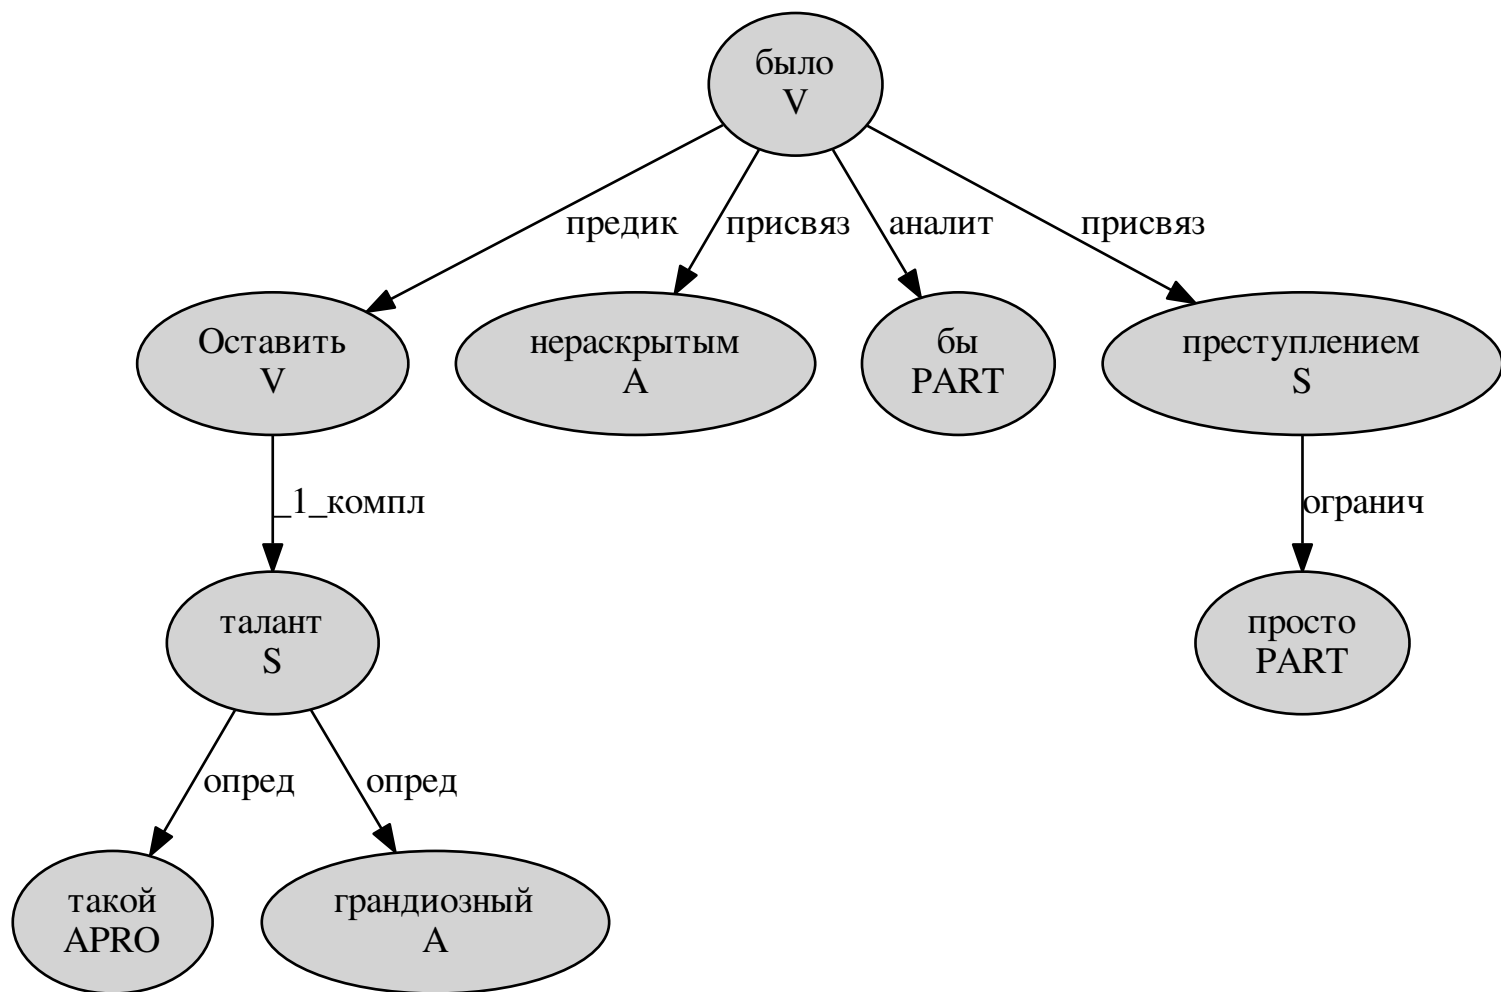 было
V
предик
присвяз
аналит
присвяз
Оставить
V
нераскрытым
A
бы
PART
преступлением
S
_1_компл
огранич
талант
S
просто
PART
опред
опред
такой
APRO
грандиозный
A